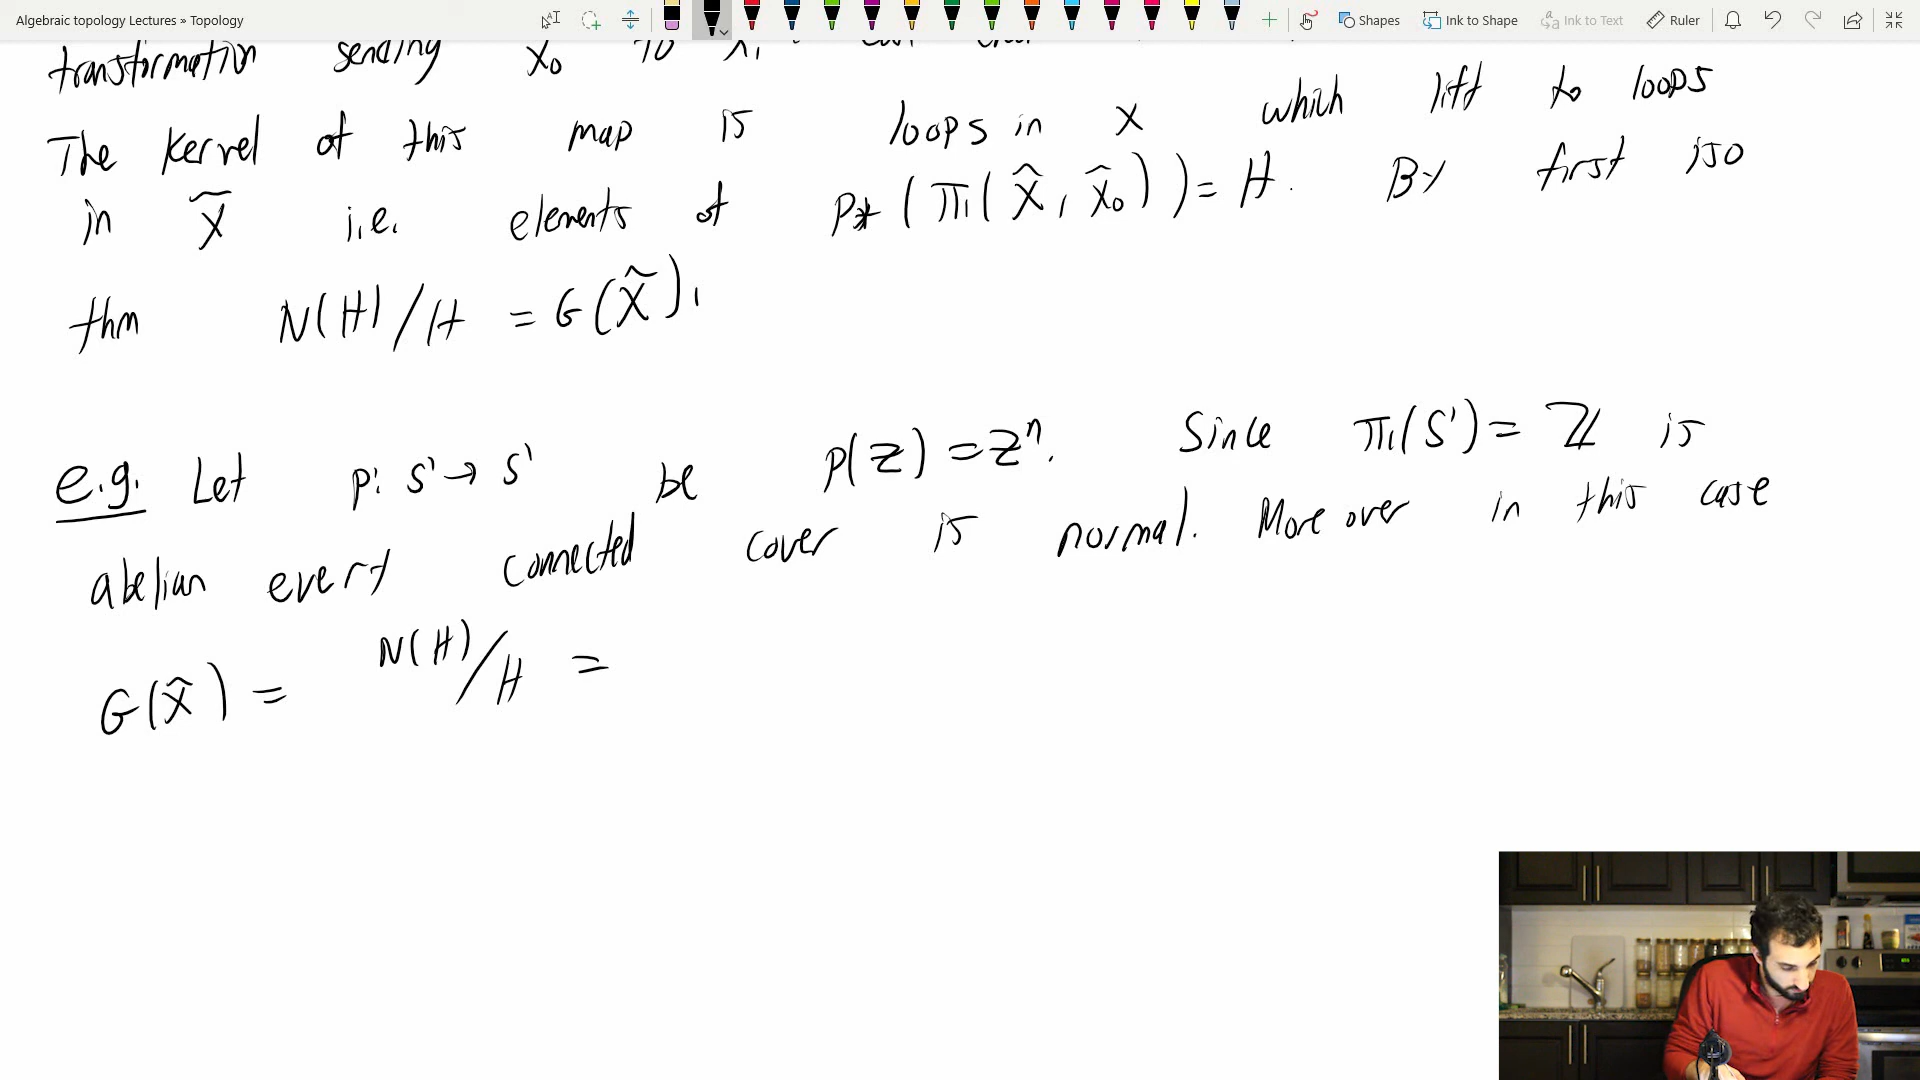 Algebraic topology Lectures » Topology
Shapes Ink to Shape Ink to Text Ruler
transformation sending x₀ to x₁
The kernel of this map is loops in X which lift to loops
in X̃ i.e. elements of p*(π₁(X̃, x̃₀)) = H. By first iso
thm N(H)/H = G(X̃).
e.g. Let p: S¹ → S¹ be p(z) = zⁿ. Since π₁(S¹) = ℤ is
abelian every connected cover is normal. Moreover in this case
G(X̃) = N(H)/H =